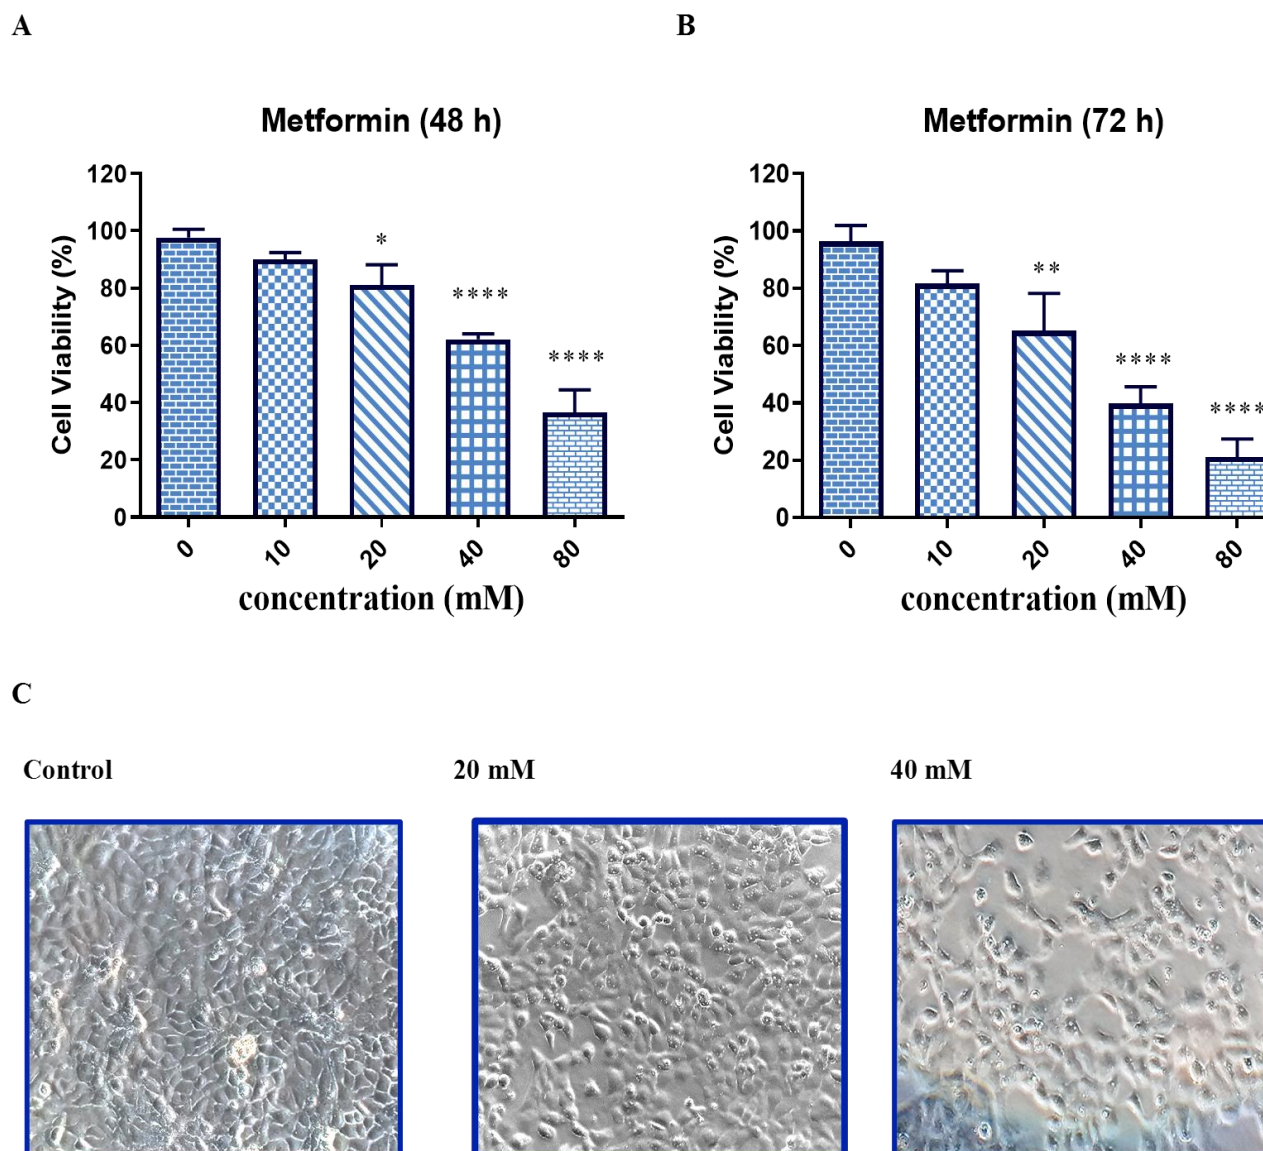 A
B
Metformin (48 h)
Metformin (72 h)
Cell Viability (%)
120
100
80
60
40
20
0
*
****
****
0
10
20
40
80
concentration (mM)
Cell Viability (%)
120
100
80
60
40
20
0
**
****
****
0
10
20
40
80
concentration (mM)
C
Control
20 mM
40 mM